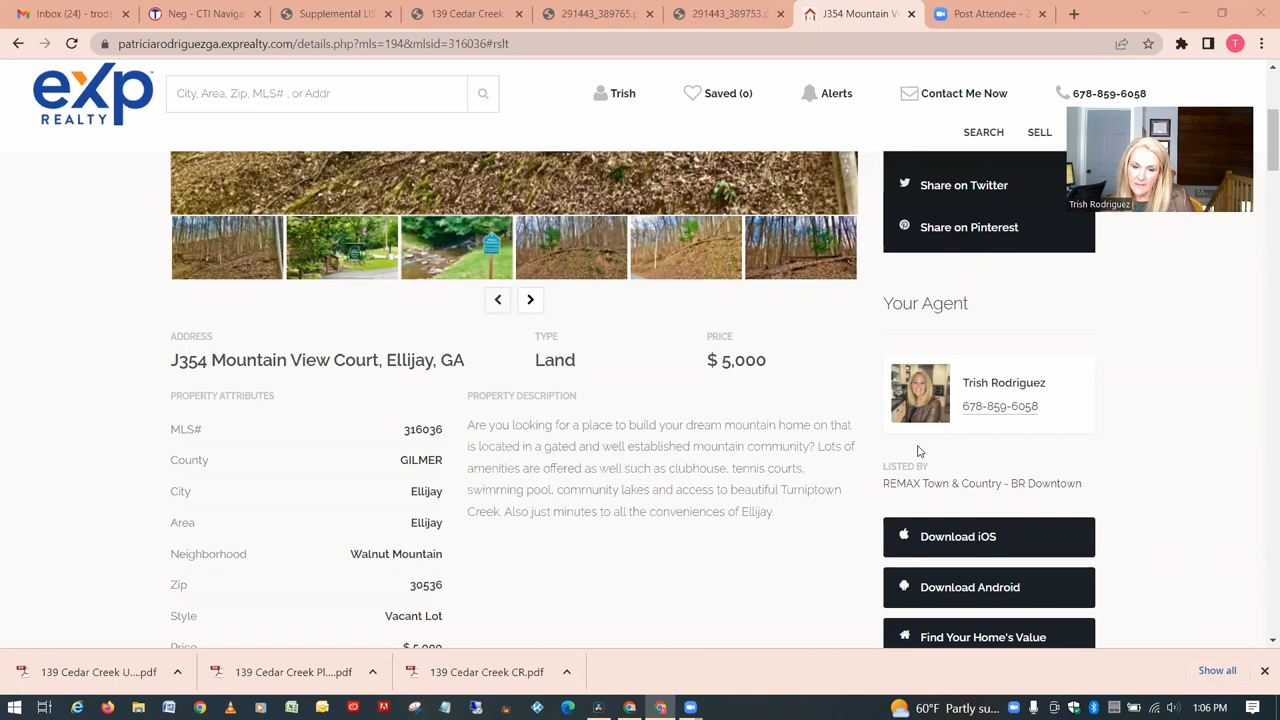 Inbox (24) - trods
Neg - CTI Navigat
Supplemental LIS
139 Cedar Creek
291443_389765.p
291443_389753.p
J354 Mountain V
Post Attendee - Z
patriciarodriguezga.exprealty.com/details.php?mls=194&mlsid=316036#rslt
T
eXp
REALTY
City, Area, Zip, MLS# , or Addr
Trish
Saved (0)
Alerts
Contact Me Now
678-859-6058
SEARCH
SELL
Trish Rodriguez
Share on Twitter
Share on Pinterest
Your Agent
Trish Rodriguez
678-859-6058
LISTED BY
REMAX Town & Country - BR Downtown
Download iOS
Download Android
Find Your Home's Value
ADDRESS
J354 Mountain View Court, Ellijay, GA
TYPE
Land
PRICE
$ 5,000
PROPERTY ATTRIBUTES
MLS# 316036
County GILMER
City Ellijay
Area Ellijay
Neighborhood Walnut Mountain
Zip 30536
Style Vacant Lot
Price $ 5,000
PROPERTY DESCRIPTION
Are you looking for a place to build your dream mountain home on that
is located in a gated and well established mountain community? Lots of
amenities are offered as well such as clubhouse, tennis courts,
swimming pool, community lakes and access to beautiful Turniptown
Creek. Also just minutes to all the conveniences of Ellijay.
139 Cedar Creek U....pdf
139 Cedar Creek Pl....pdf
139 Cedar Creek CR.pdf
Show all
60°F Partly su...
1:06 PM